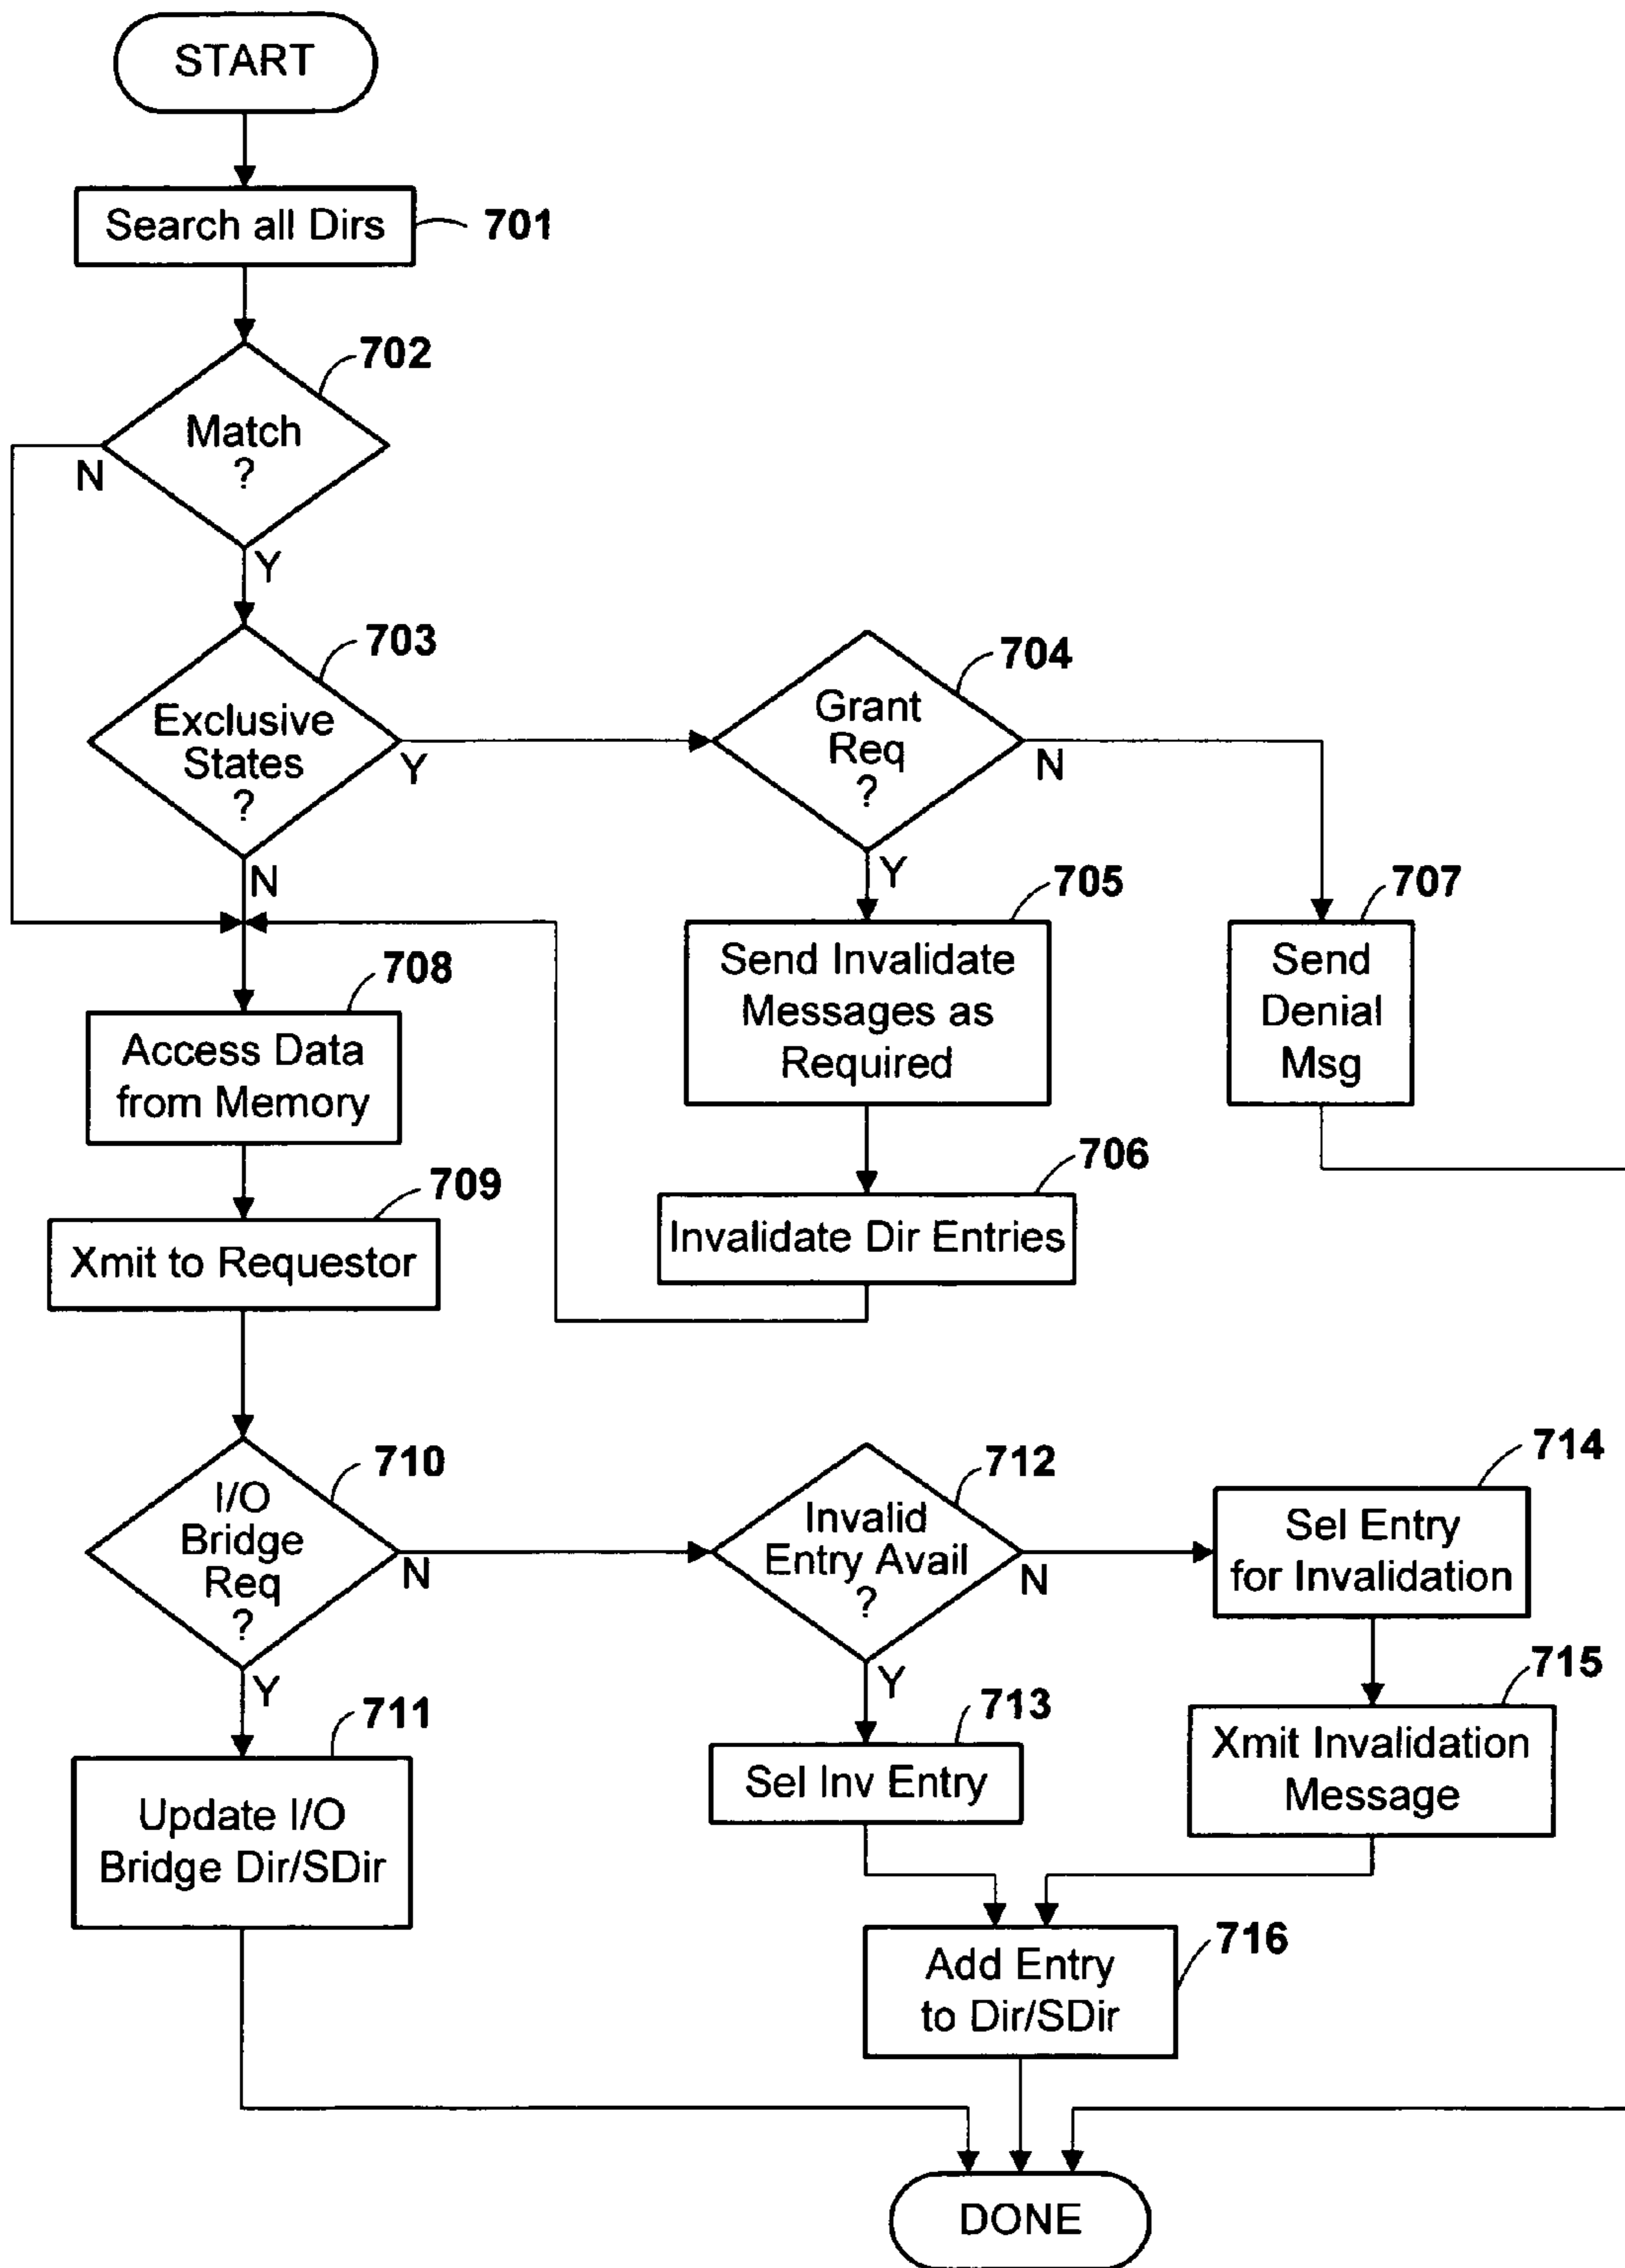 START
Search all Dirs
701
702
Match
?
N
Y
703
Exclusive
States
?
Y
N
704
Grant
Req
?
N
Y
705
Send Invalidate
Messages as
Required
707
Send
Denial
Msg
706
Invalidate Dir Entries
708
Access Data
from Memory
709
Xmit to Requestor
710
I/O
Bridge
Req
?
N
Y
712
Invalid
Entry Avail
?
N
Y
714
Sel Entry
for Invalidation
715
Xmit Invalidation
Message
713
Sel Inv Entry
711
Update I/O
Bridge Dir/SDir
716
Add Entry
to Dir/SDir
DONE